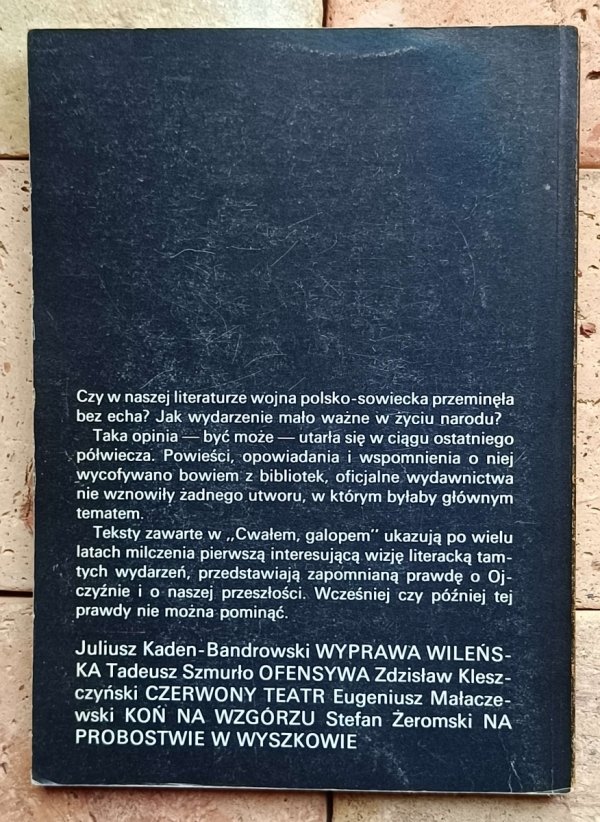 Czy w naszej literaturze wojna polsko-sowiecka przeminęła
bez echa? Jak wydarzenie mało ważne w życiu narodu?
Taka opinia — być może — utarła się w ciągu ostatniego
półwiecza. Powieści, opowiadania i wspomnienia o niej
wycofywano bowiem z bibliotek, oficjalne wydawnictwa
nie wznowiły żadnego utworu, w którym byłaby głównym
tematem.
Teksty zawarte w „Cwałem, galopem” ukazują po wielu
latach milczenia pierwszą interesującą wizję literacką tam-
tych wydarzeń, przedstawiają zapomnianą prawdę o Oj-
czyźnie i o naszej przeszłości. Wcześniej czy później tej
prawdy nie można pominąć.
Juliusz Kaden-Bandrowski WYPRAWA WILEŃS-
KA Tadeusz Szmurło OFENSYWA Zdzisław Klesz-
czyński CZERWONY TEATR Eugeniusz Małacze-
wski KOŃ NA WZGÓRZU Stefan Żeromski NA
PROBOSTWIE W WYSZKOWIE